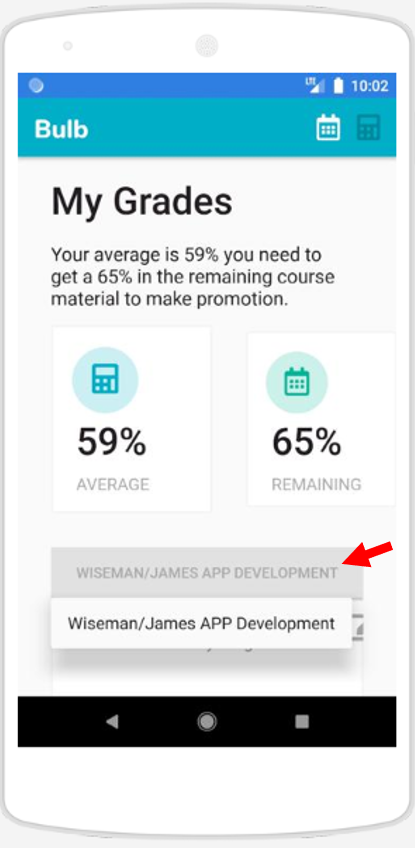 LTE 10:02
Bulb
My Grades
Your average is 59% you need to
get a 65% in the remaining course
material to make promotion.
59% 65%
AVERAGE REMAINING
WISEMAN/JAMES APP DEVELOPMENT
Wiseman/James APP Development